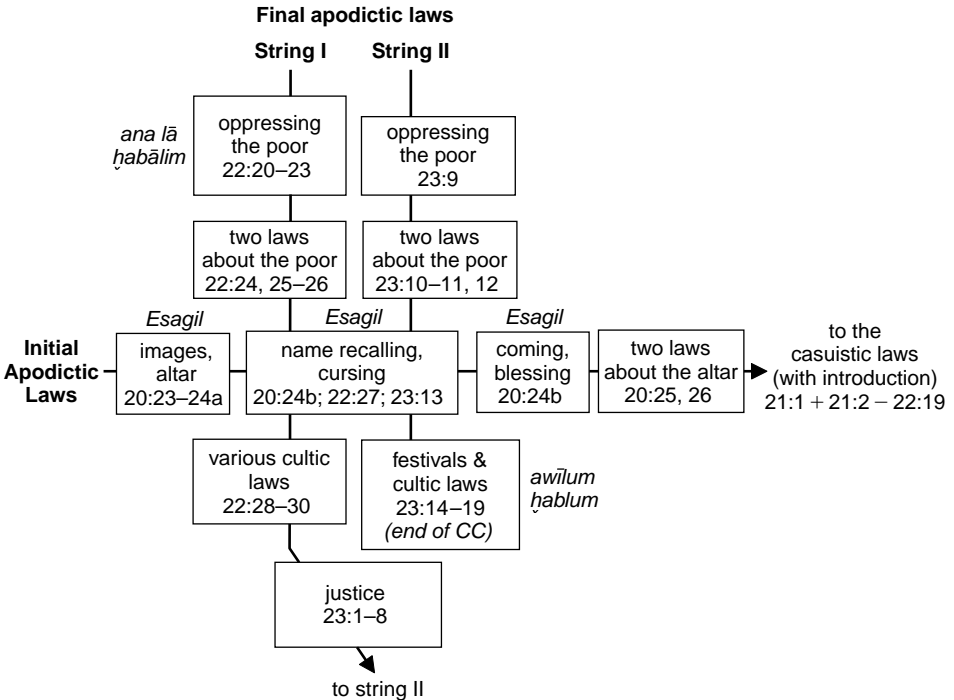 Final apodictic laws
String I
String II
ana lā
ḫabālim
oppressing
the poor
22:20–23
oppressing
the poor
23:9
two laws
about the poor
22:24, 25–26
two laws
about the poor
23:10–11, 12
Esagil
Esagil
Esagil
Initial
Apodictic
Laws
images,
altar
20:23–24a
name recalling,
cursing
20:24b; 22:27; 23:13
coming,
blessing
20:24b
two laws
about the altar
20:25, 26
to the
casuistic laws
(with introduction)
21:1 + 21:2 – 22:19
various cultic
laws
22:28–30
festivals &
cultic laws
23:14–19
(end of CC)
awīlum
ḫablum
justice
23:1–8
to string II